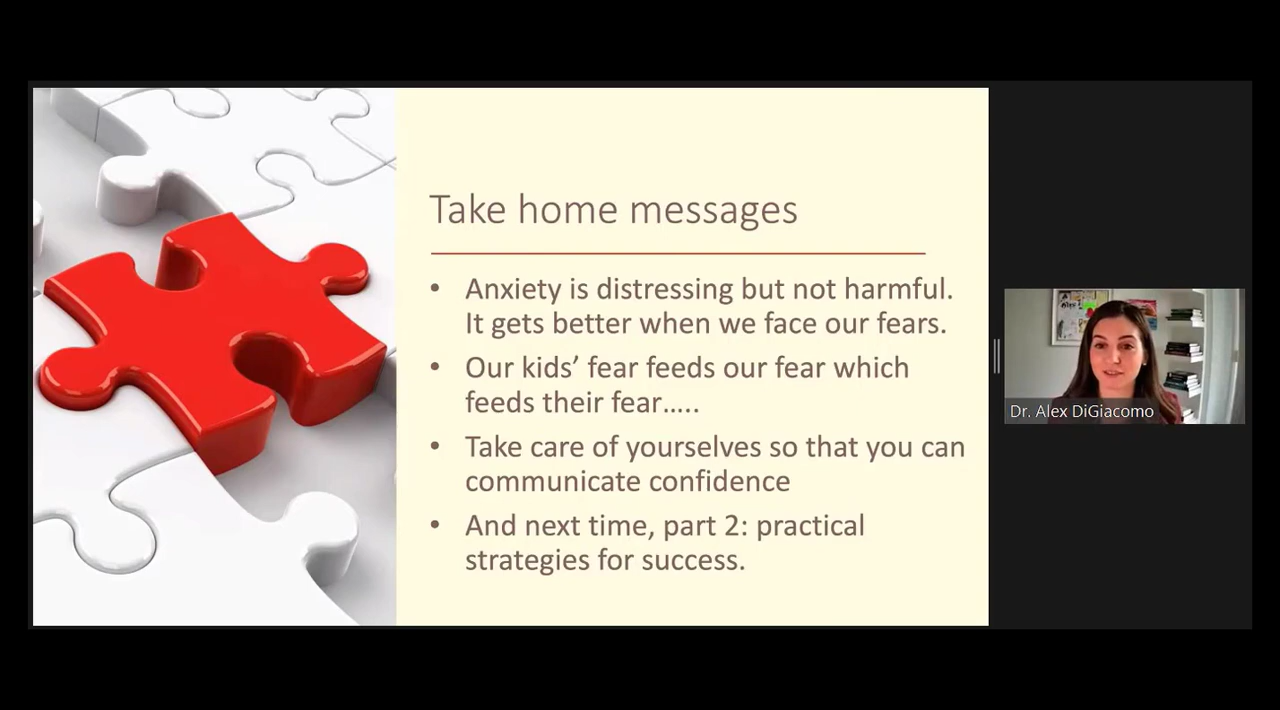 Take home messages
• Anxiety is distressing but not harmful.
It gets better when we face our fears.
• Our kids’ fear feeds our fear which
feeds their fear…..
• Take care of yourselves so that you can
communicate confidence
• And next time, part 2: practical
strategies for success.
Dr. Alex DiGiacomo